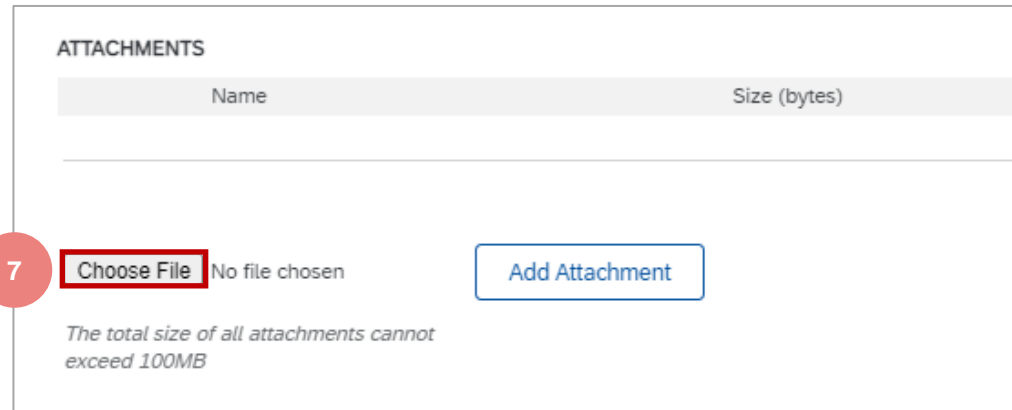 ATTACHMENTS
Name Size (bytes)
7 Choose File No file chosen Add Attachment
The total size of all attachments cannot
exceed 100MB